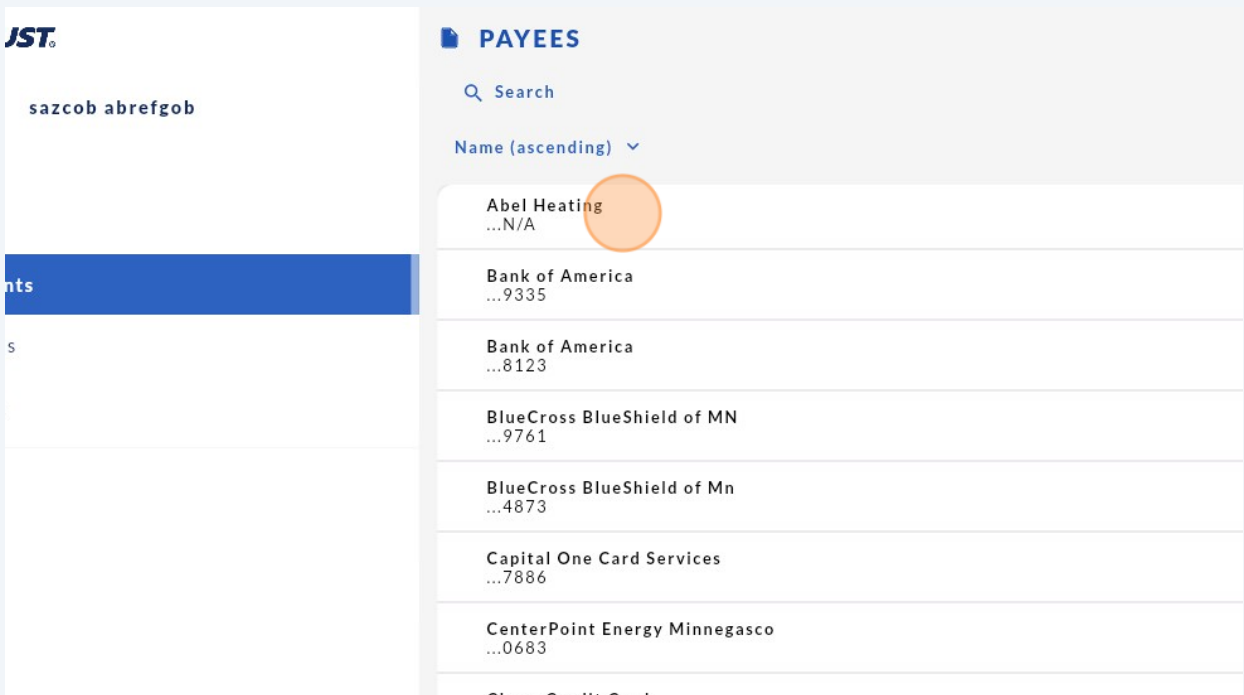 UST
sazcob abrefgob
nts
s
PAYEES
Search
Name (ascending)
Abel Heating
...N/A
Bank of America
...9335
Bank of America
...8123
BlueCross BlueShield of MN
...9761
BlueCross BlueShield of Mn
...4873
Capital One Card Services
...7886
CenterPoint Energy Minnegasco
...0683